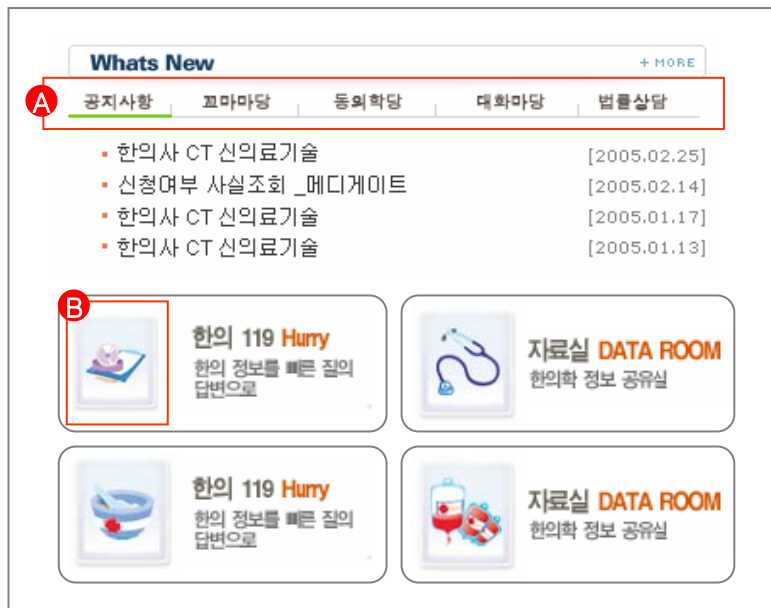 Whats New
+ MORE
A
공지사항 꼬마마당 동의학당 대화마당 법률상담
한의사 CT 신의료기술 [2005.02.25]
신청여부 사실조회 _메디게이트 [2005.02.14]
한의사 CT 신의료기술 [2005.01.17]
한의사 CT 신의료기술 [2005.01.13]
B
한의 119 Hurry
한의 정보를 빠른 질의
답변으로
자료실 DATA ROOM
한의학 정보 공유실
한의 119 Hurry
한의 정보를 빠른 질의
답변으로
자료실 DATA ROOM
한의학 정보 공유실